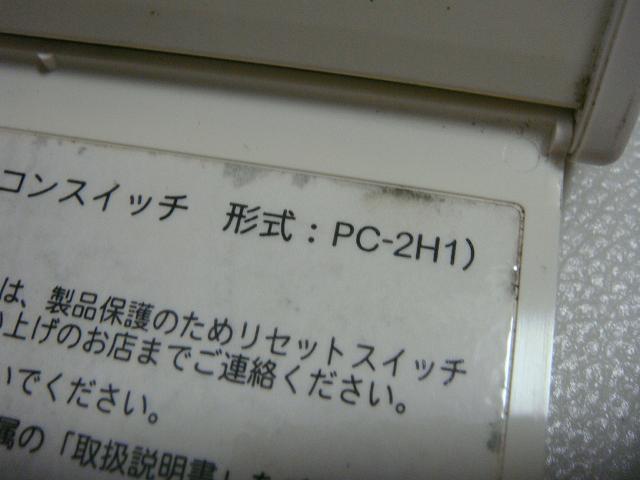 コンスイッチ 形式：PC-2H1)
は、製品保護のためリセットスイッチ
い上げのお店までご連絡ください。
いでください。
属の「取扱説明書」